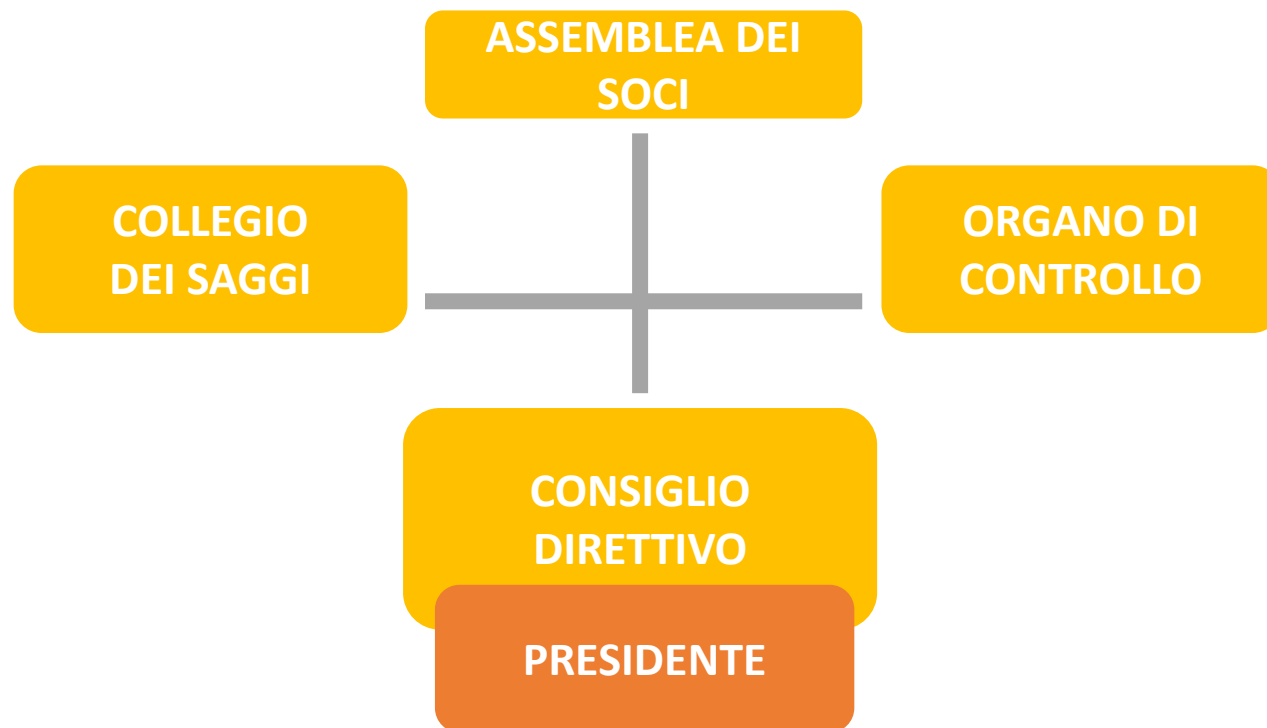 ASSEMBLEA DEI
SOCI
COLLEGIO
DEI SAGGI
ORGANO DI
CONTROLLO
CONSIGLIO
DIRETTIVO
PRESIDENTE